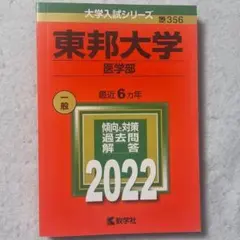 大学入試シリーズ
356
東邦大学
医学部
一般
最近6カ年
傾向と対策
過去問
解答
2022
教学社